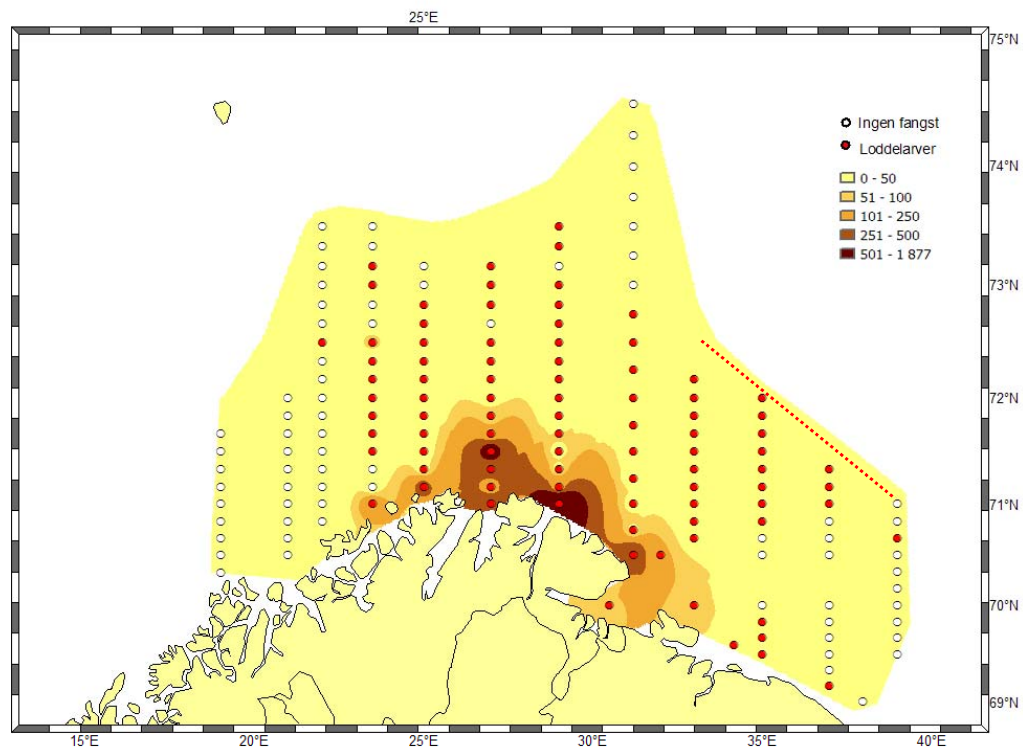 25°E
75°N
Ingen fangst
Loddelarver
74°N
0 - 50
51 - 100
101 - 250
251 - 500
501 - 1 877
73°N
72°N
71°N
70°N
69°N
15°E 20°E 25°E 30°E 35°E 40°E